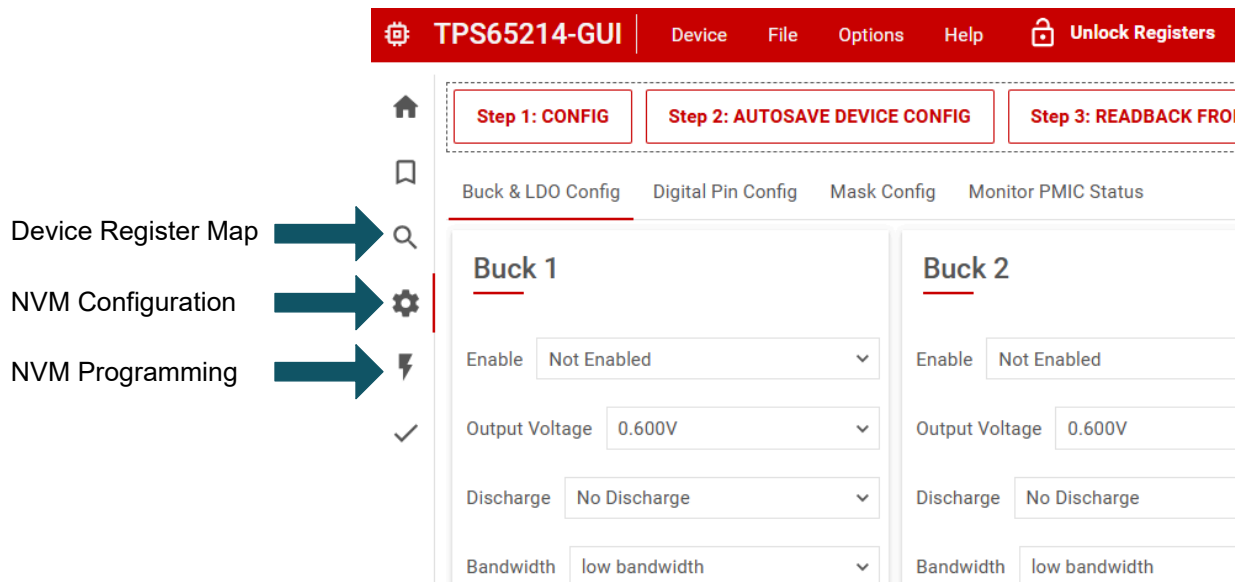 TPS65214-GUI Device File Options Help Unlock Registers
Step 1: CONFIG Step 2: AUTOSAVE DEVICE CONFIG Step 3: READBACK
Buck & LDO Config Digital Pin Config Mask Config Monitor PMIC Status
Device Register Map
NVM Configuration
NVM Programming
Buck 1
Enable Not Enabled
Output Voltage 0.600V
Discharge No Discharge
Bandwidth low bandwidth
Buck 2
Enable Not Enabled
Output Voltage 0.600V
Discharge No Discharge
Bandwidth low bandwidth